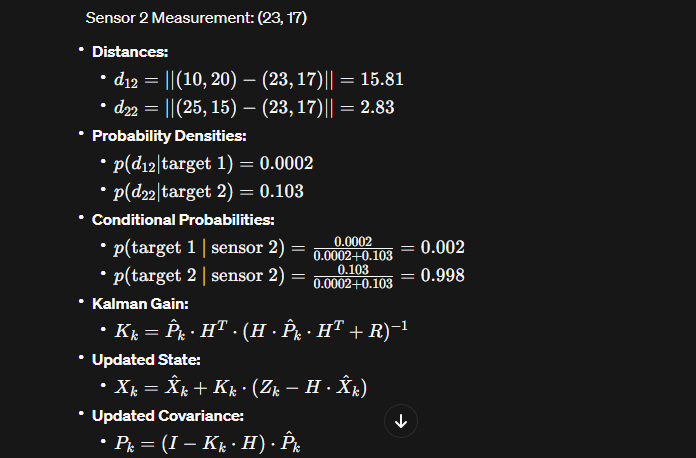 Sensor 2 Measurement: (23, 17)
• Distances:
• d₁₂ = ||(10, 20) − (23, 17)|| = 15.81
• d₂₂ = ||(25, 15) − (23, 17)|| = 2.83
• Probability Densities:
• p(d₁₂|target 1) = 0.0002
• p(d₂₂|target 2) = 0.103
• Conditional Probabilities:
• p(target 1 | sensor 2) = 0.0002/(0.0002+0.103) = 0.002
• p(target 2 | sensor 2) = 0.103/(0.0002+0.103) = 0.998
• Kalman Gain:
• Kₖ = P̂ₖ · Hᵀ · (H · P̂ₖ · Hᵀ + R)⁻¹
• Updated State:
• Xₖ = X̂ₖ + Kₖ · (Zₖ − H · X̂ₖ)
• Updated Covariance:
• Pₖ = (I − Kₖ · H) · P̂ₖ